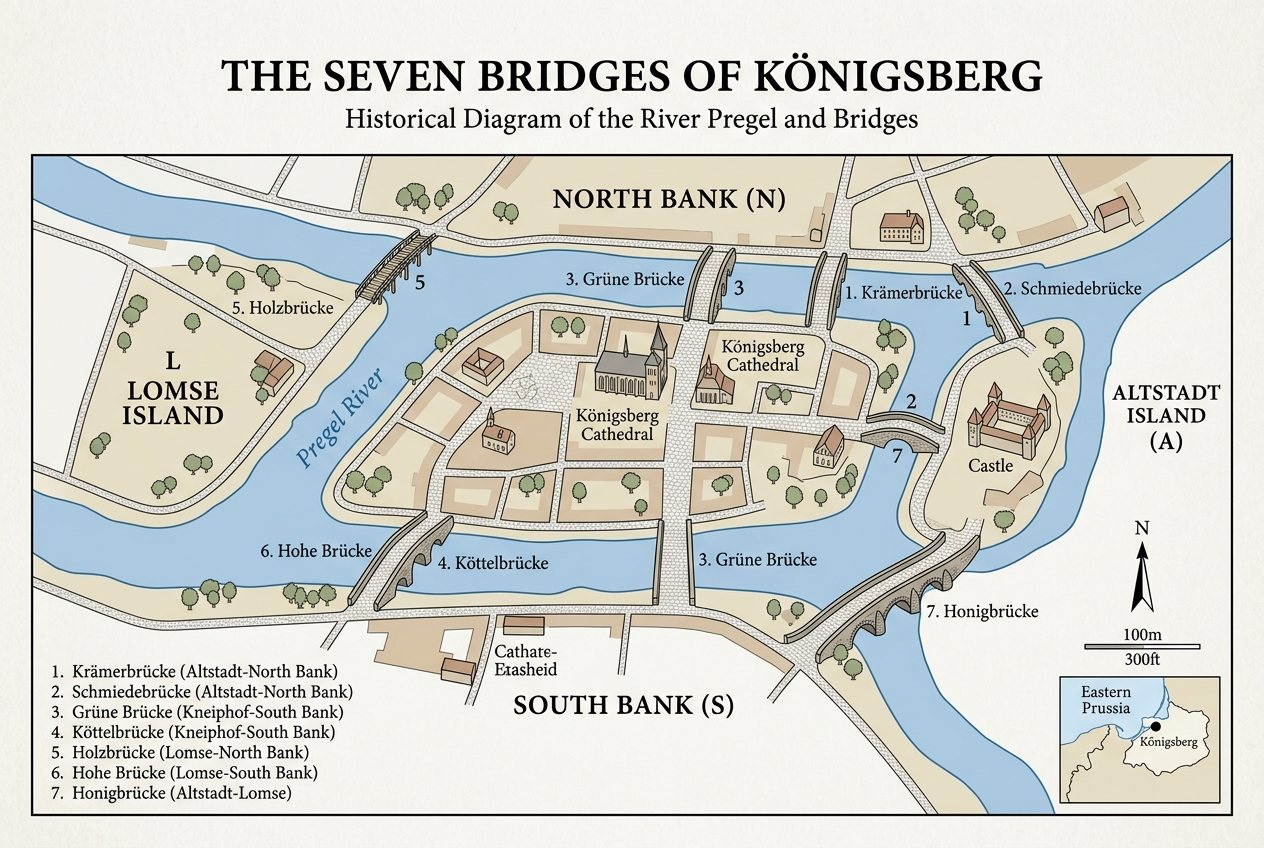 THE SEVEN BRIDGES OF KÖNIGSBERG
Historical Diagram of the River Pregel and Bridges
NORTH BANK (N)
5
5. Holzbrücke
3. Grüne Brücke
3
1. Krämerbrücke
2. Schmiedebrücke
1
L
LOMSE
ISLAND
Pregel River
Königsberg
Cathedral
Königsberg
Cathedral
2
7
Castle
ALTSTADT
ISLAND
(A)
6. Hohe Brücke
4. Köttelbrücke
3. Grüne Brücke
7. Honigbrücke
N
100m
300ft
Cathate-
Etasheid
SOUTH BANK (S)
1. Krämerbrücke (Altstadt-North Bank)
2. Schmiedebrücke (Altstadt-North Bank)
3. Grüne Brücke (Kneiphof-South Bank)
4. Köttelbrücke (Kneiphof-South Bank)
5. Holzbrücke (Lomse-North Bank)
6. Hohe Brücke (Lomse-South Bank)
7. Honigbrücke (Altstadt-Lomse)
Eastern
Prussia
Königsberg